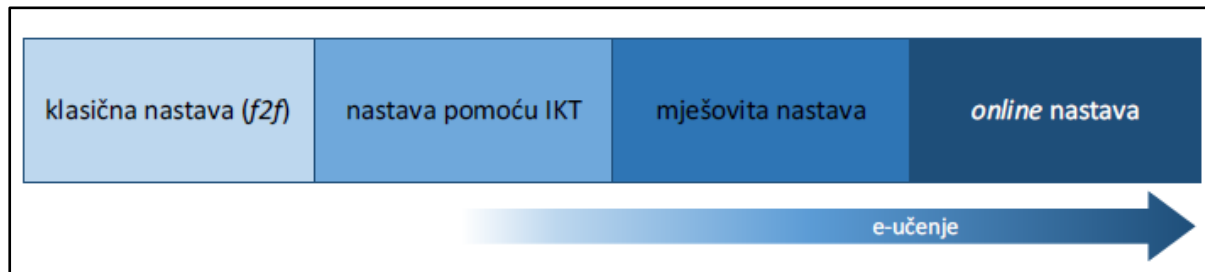 klasična nastava (f2f)
nastava pomoću IKT
mješovita nastava
online nastava
e-učenje